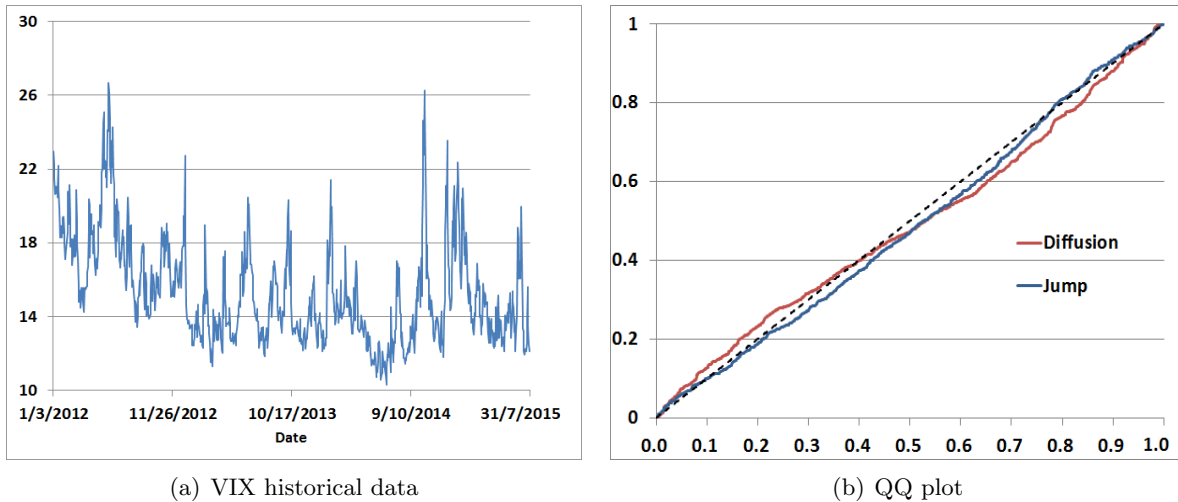 30
26
22
18
14
10
1/3/2012 11/26/2012 10/17/2013 9/10/2014 31/7/2015
Date
(a) VIX historical data
1
0.8
0.6
0.4
0.2
0
0.0 0.1 0.2 0.3 0.4 0.5 0.6 0.7 0.8 0.9 1.0
Diffusion
Jump
(b) QQ plot